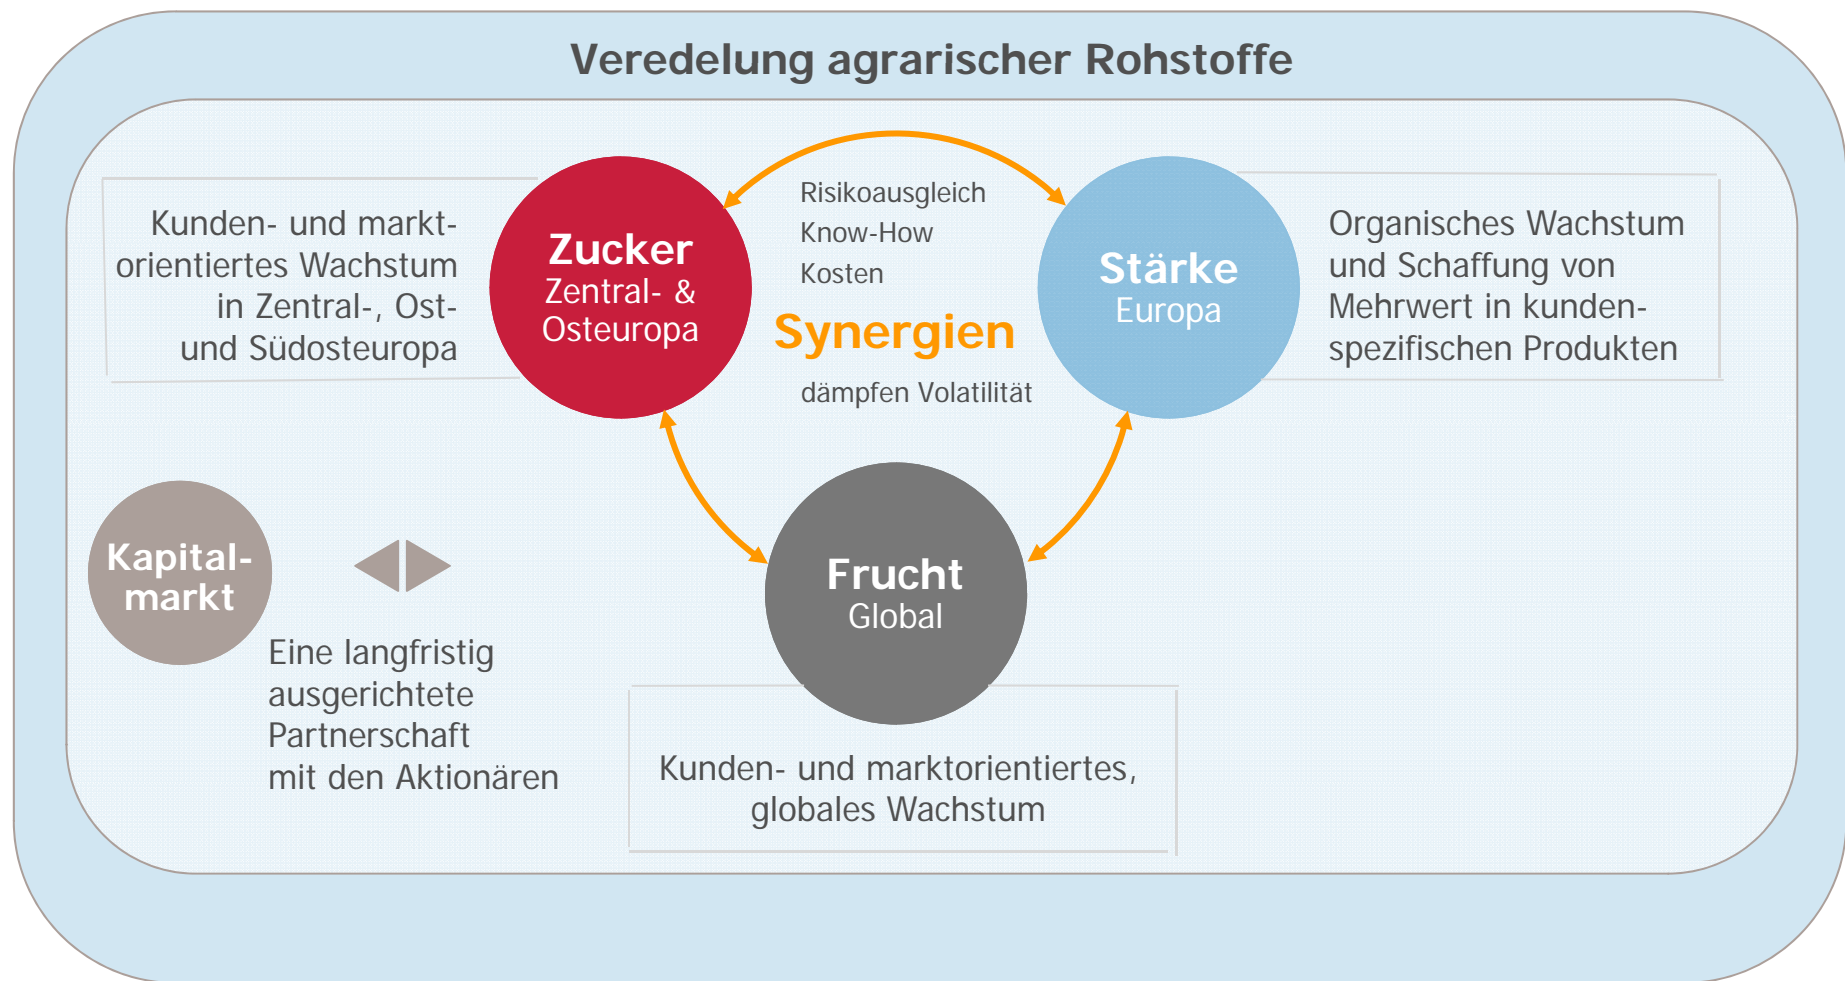 Veredelung agrarischer Rohstoffe
Kunden- und markt-
orientiertes Wachstum
in Zentral-, Ost-
und Südosteuropa
Zucker
Zentral- &
Osteuropa
Risikoausgleich
Know-How
Kosten
Synergien
dämpfen Volatilität
Stärke
Europa
Organisches Wachstum
und Schaffung von
Mehrwert in kunden-
spezifischen Produkten
Kapital-
markt
Eine langfristig
ausgerichtete
Partnerschaft
mit den Aktionären
Frucht
Global
Kunden- und marktorientiertes,
globales Wachstum